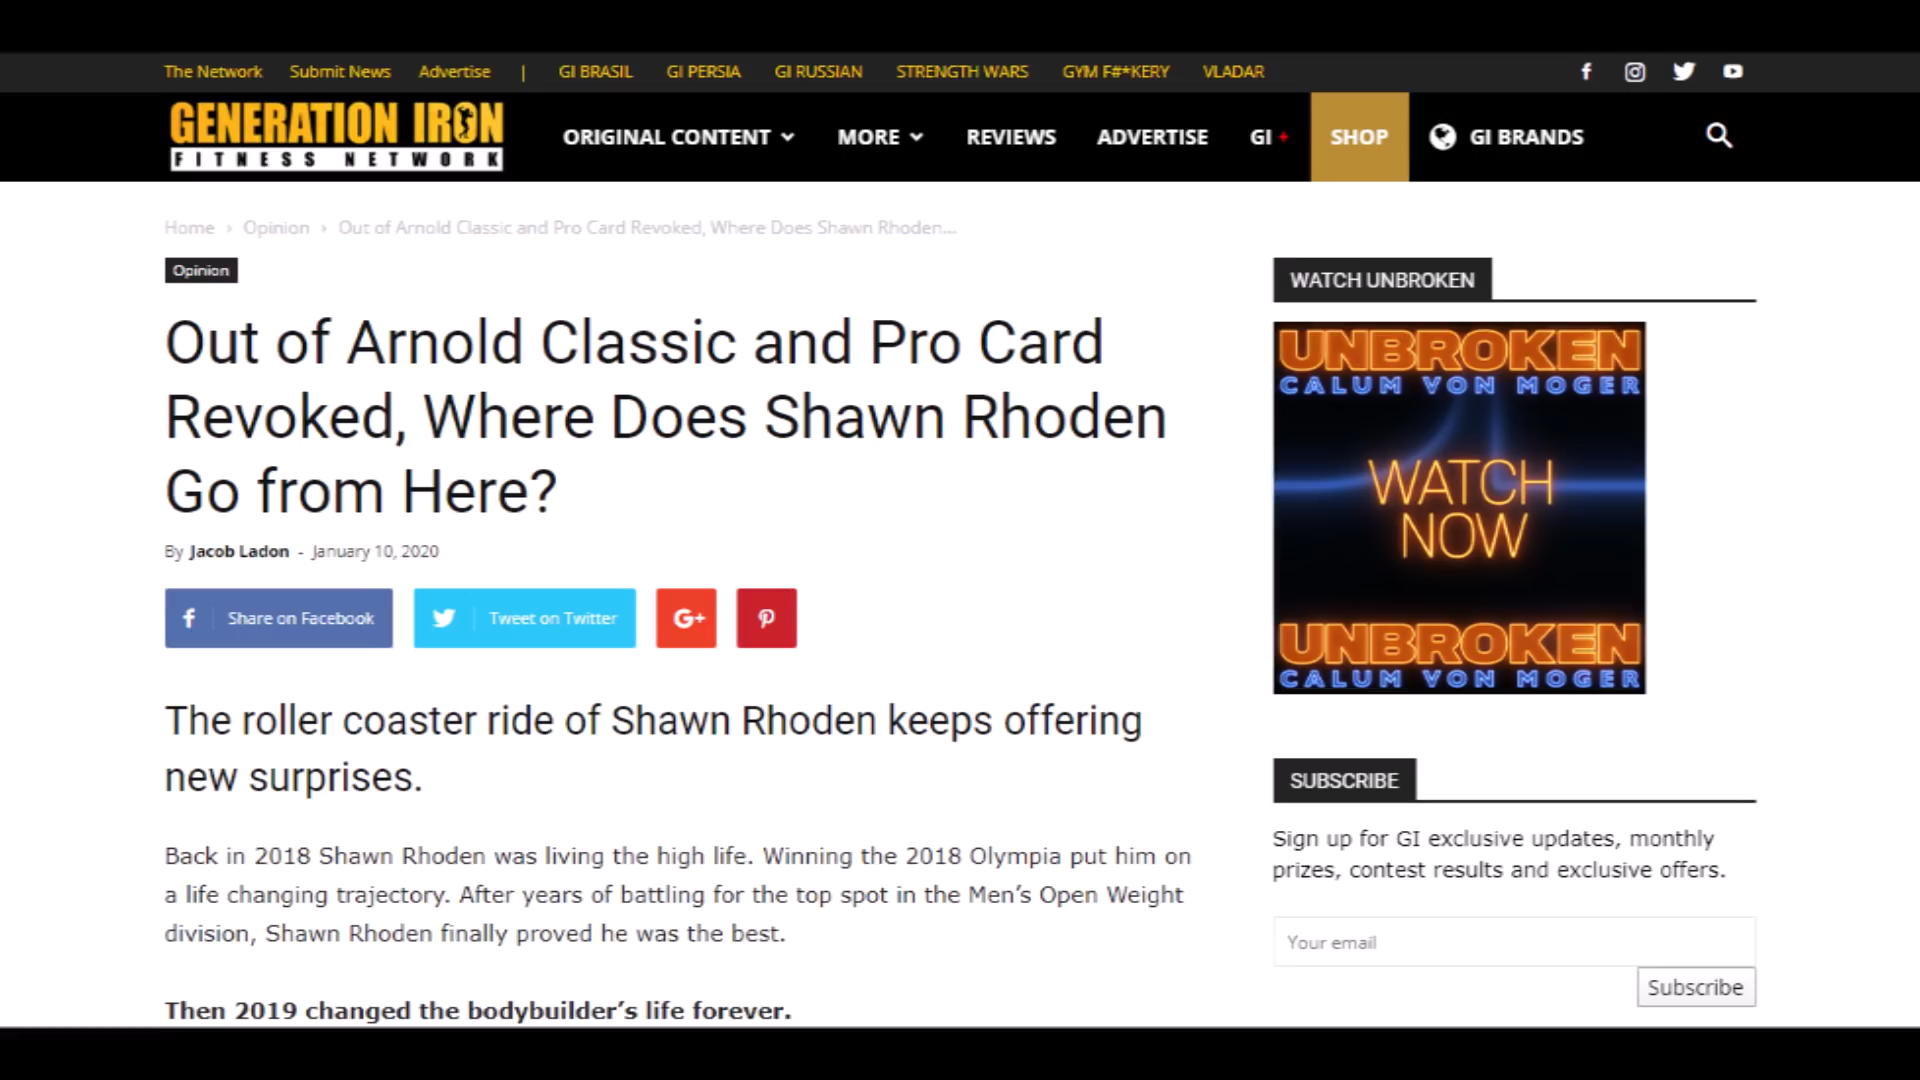 The Network Submit News Advertise | GI BRASIL GI PERSIA GI RUSSIAN STRENGTH WARS GYM F#*KERY VLADAR
GENERATION IRON
FITNESS NETWORK
ORIGINAL CONTENT MORE REVIEWS ADVERTISE GI + SHOP GI BRANDS
Home › Opinion › Out of Arnold Classic and Pro Card Revoked, Where Does Shawn Rhoden...
Opinion
Out of Arnold Classic and Pro Card
Revoked, Where Does Shawn Rhoden
Go from Here?
By Jacob Ladon - January 10, 2020
Share on Facebook Tweet on Twitter G+
The roller coaster ride of Shawn Rhoden keeps offering
new surprises.
Back in 2018 Shawn Rhoden was living the high life. Winning the 2018 Olympia put him on
a life changing trajectory. After years of battling for the top spot in the Men’s Open Weight
division, Shawn Rhoden finally proved he was the best.
Then 2019 changed the bodybuilder’s life forever.
WATCH UNBROKEN
UNBROKEN
CALUM VON MOGER
WATCH
NOW
UNBROKEN
CALUM VON MOGER
SUBSCRIBE
Sign up for GI exclusive updates, monthly
prizes, contest results and exclusive offers.
Your email
Subscribe